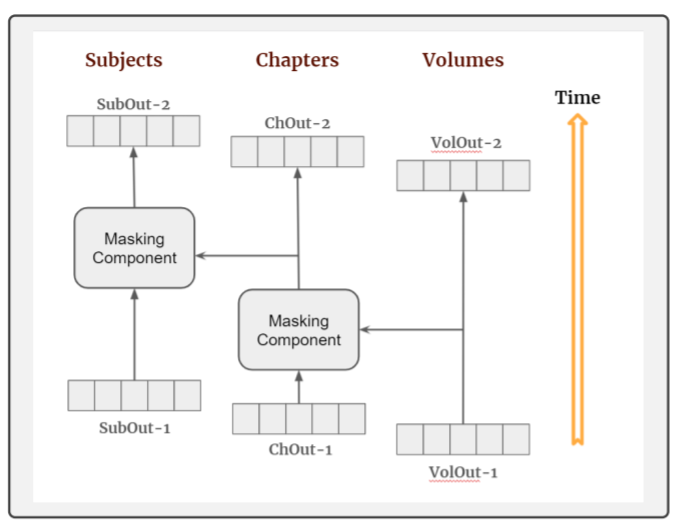 Subjects
Chapters
Volumes
Time
SubOut-2
ChOut-2
VolOut-2
Masking
Component
Masking
Component
SubOut-1
ChOut-1
VolOut-1